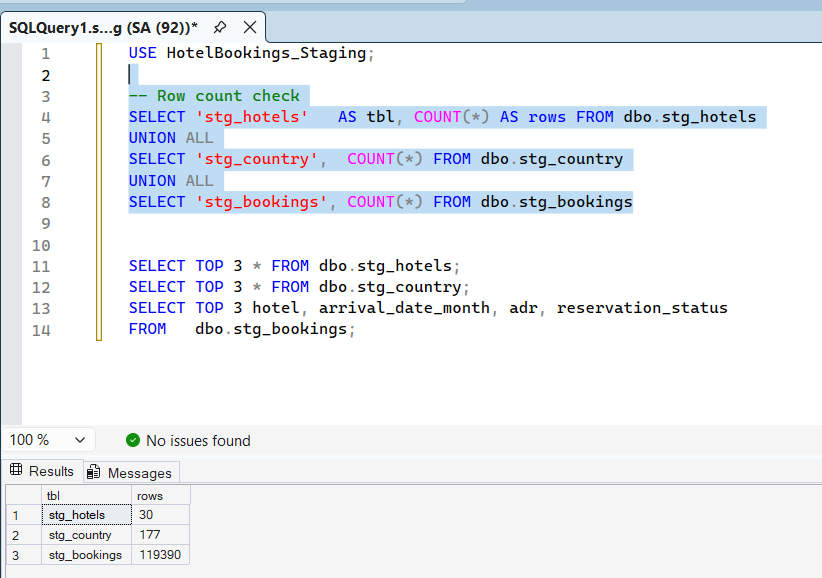 SQLQuery1.s...g (SA (92))*
1 USE HotelBookings_Staging;
2
3 -- Row count check
4 SELECT 'stg_hotels'   AS tbl, COUNT(*) AS rows FROM dbo.stg_hotels
5 UNION ALL
6 SELECT 'stg_country',  COUNT(*) FROM dbo.stg_country
7 UNION ALL
8 SELECT 'stg_bookings', COUNT(*) FROM dbo.stg_bookings
9
10
11 SELECT TOP 3 * FROM dbo.stg_hotels;
12 SELECT TOP 3 * FROM dbo.stg_country;
13 SELECT TOP 3 hotel, arrival_date_month, adr, reservation_status
14 FROM   dbo.stg_bookings;
100 % No issues found
Results Messages
tbl rows
1 stg_hotels 30
2 stg_country 177
3 stg_bookings 119390